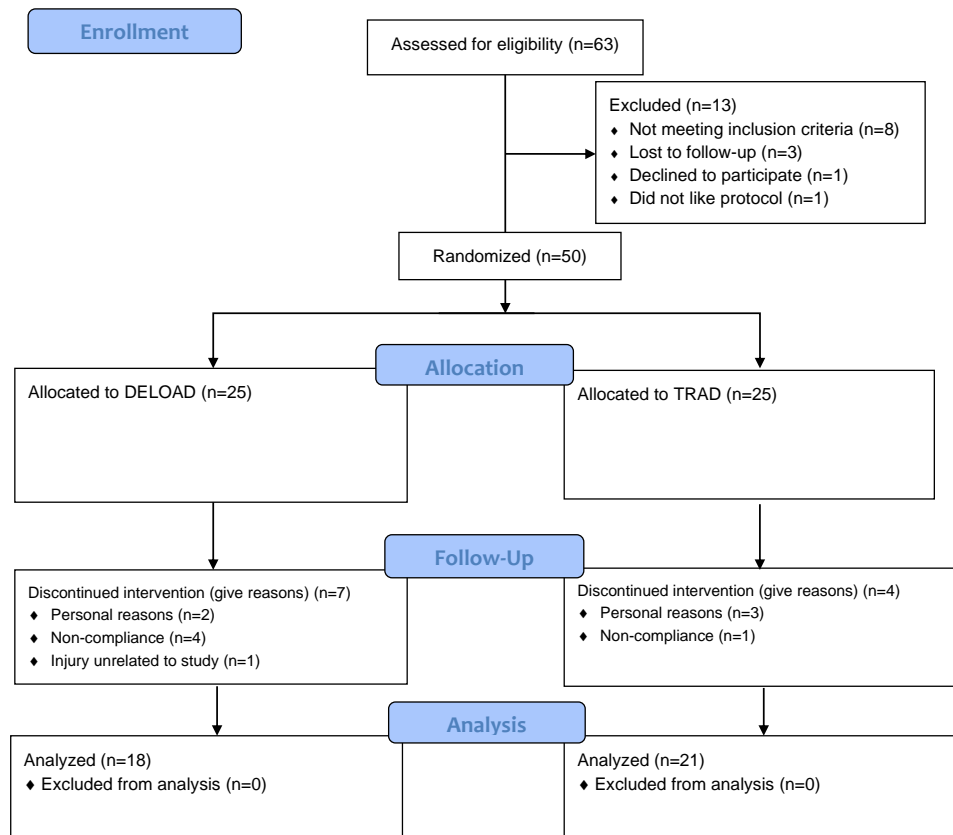 Enrollment
Assessed for eligibility (n=63)
Excluded (n=13)
♦ Not meeting inclusion criteria (n=8)
♦ Lost to follow-up (n=3)
♦ Declined to participate (n=1)
♦ Did not like protocol (n=1)
Randomized (n=50)
Allocation
Allocated to DELOAD (n=25)
Allocated to TRAD (n=25)
Follow-Up
Discontinued intervention (give reasons) (n=7)
♦ Personal reasons (n=2)
♦ Non-compliance (n=4)
♦ Injury unrelated to study (n=1)
Discontinued intervention (give reasons) (n=4)
♦ Personal reasons (n=3)
♦ Non-compliance (n=1)
Analysis
Analyzed (n=18)
♦ Excluded from analysis (n=0)
Analyzed (n=21)
♦ Excluded from analysis (n=0)